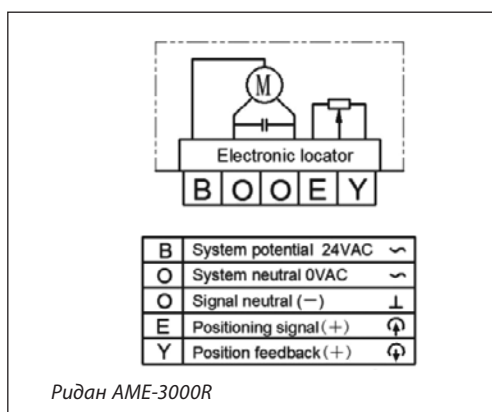 M
Electronic locator
B O O E Y
B System potential 24VAC ∽
O System neutral 0VAC ∽
O Signal neutral (−) ⊥
E Positioning signal(+)
Y Position feedback(+)
Ридан AME-3000R